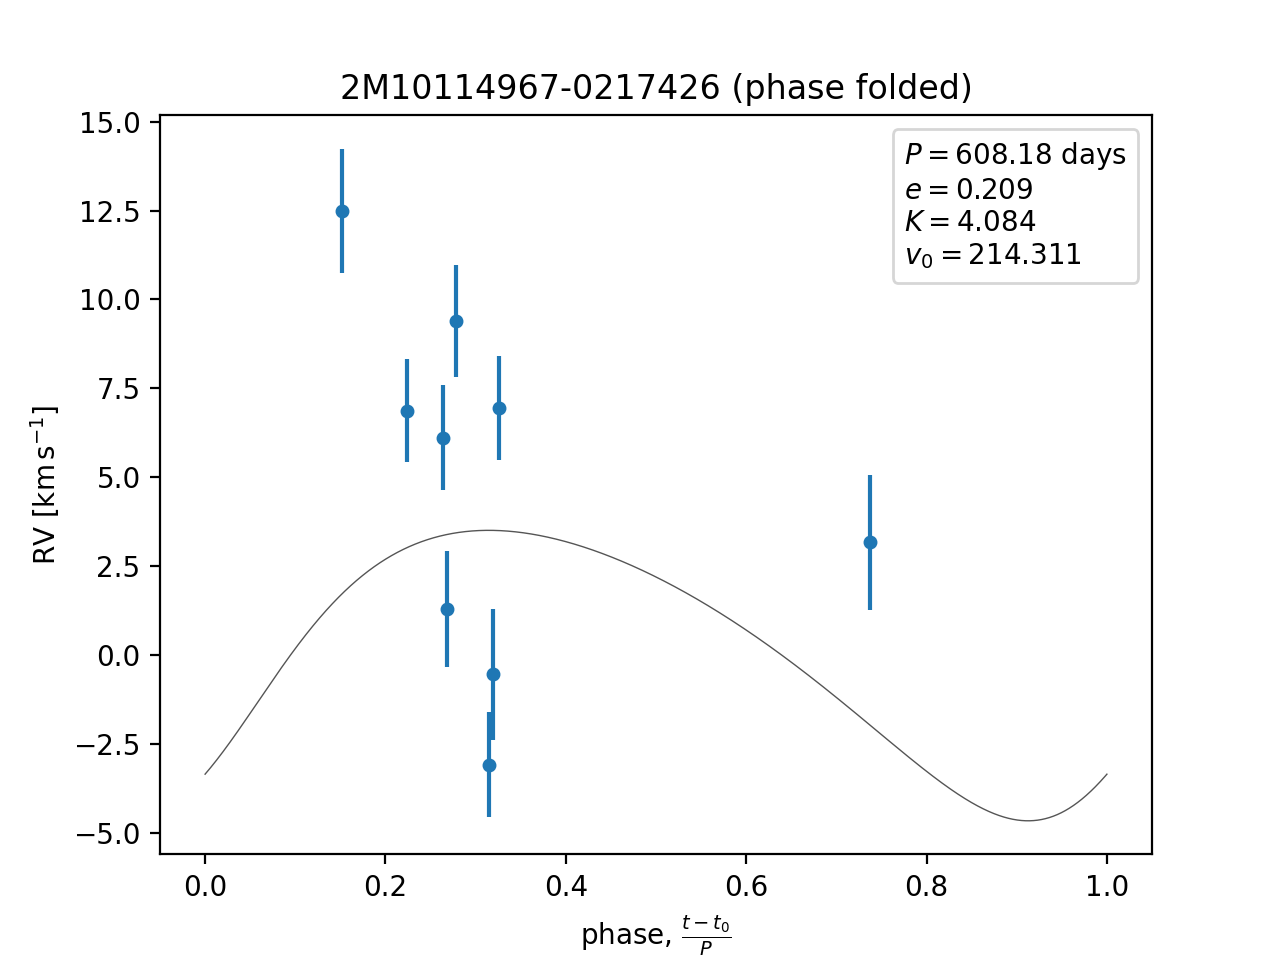 2M10114967-0217426 (phase folded)
P = 608.18 days
e = 0.209
K = 4.084
v₀ = 214.311
RV [km s⁻¹]
15.0
12.5
10.0
7.5
5.0
2.5
0.0
−2.5
−5.0
0.0 0.2 0.4 0.6 0.8 1.0
phase, (t − t₀)/P